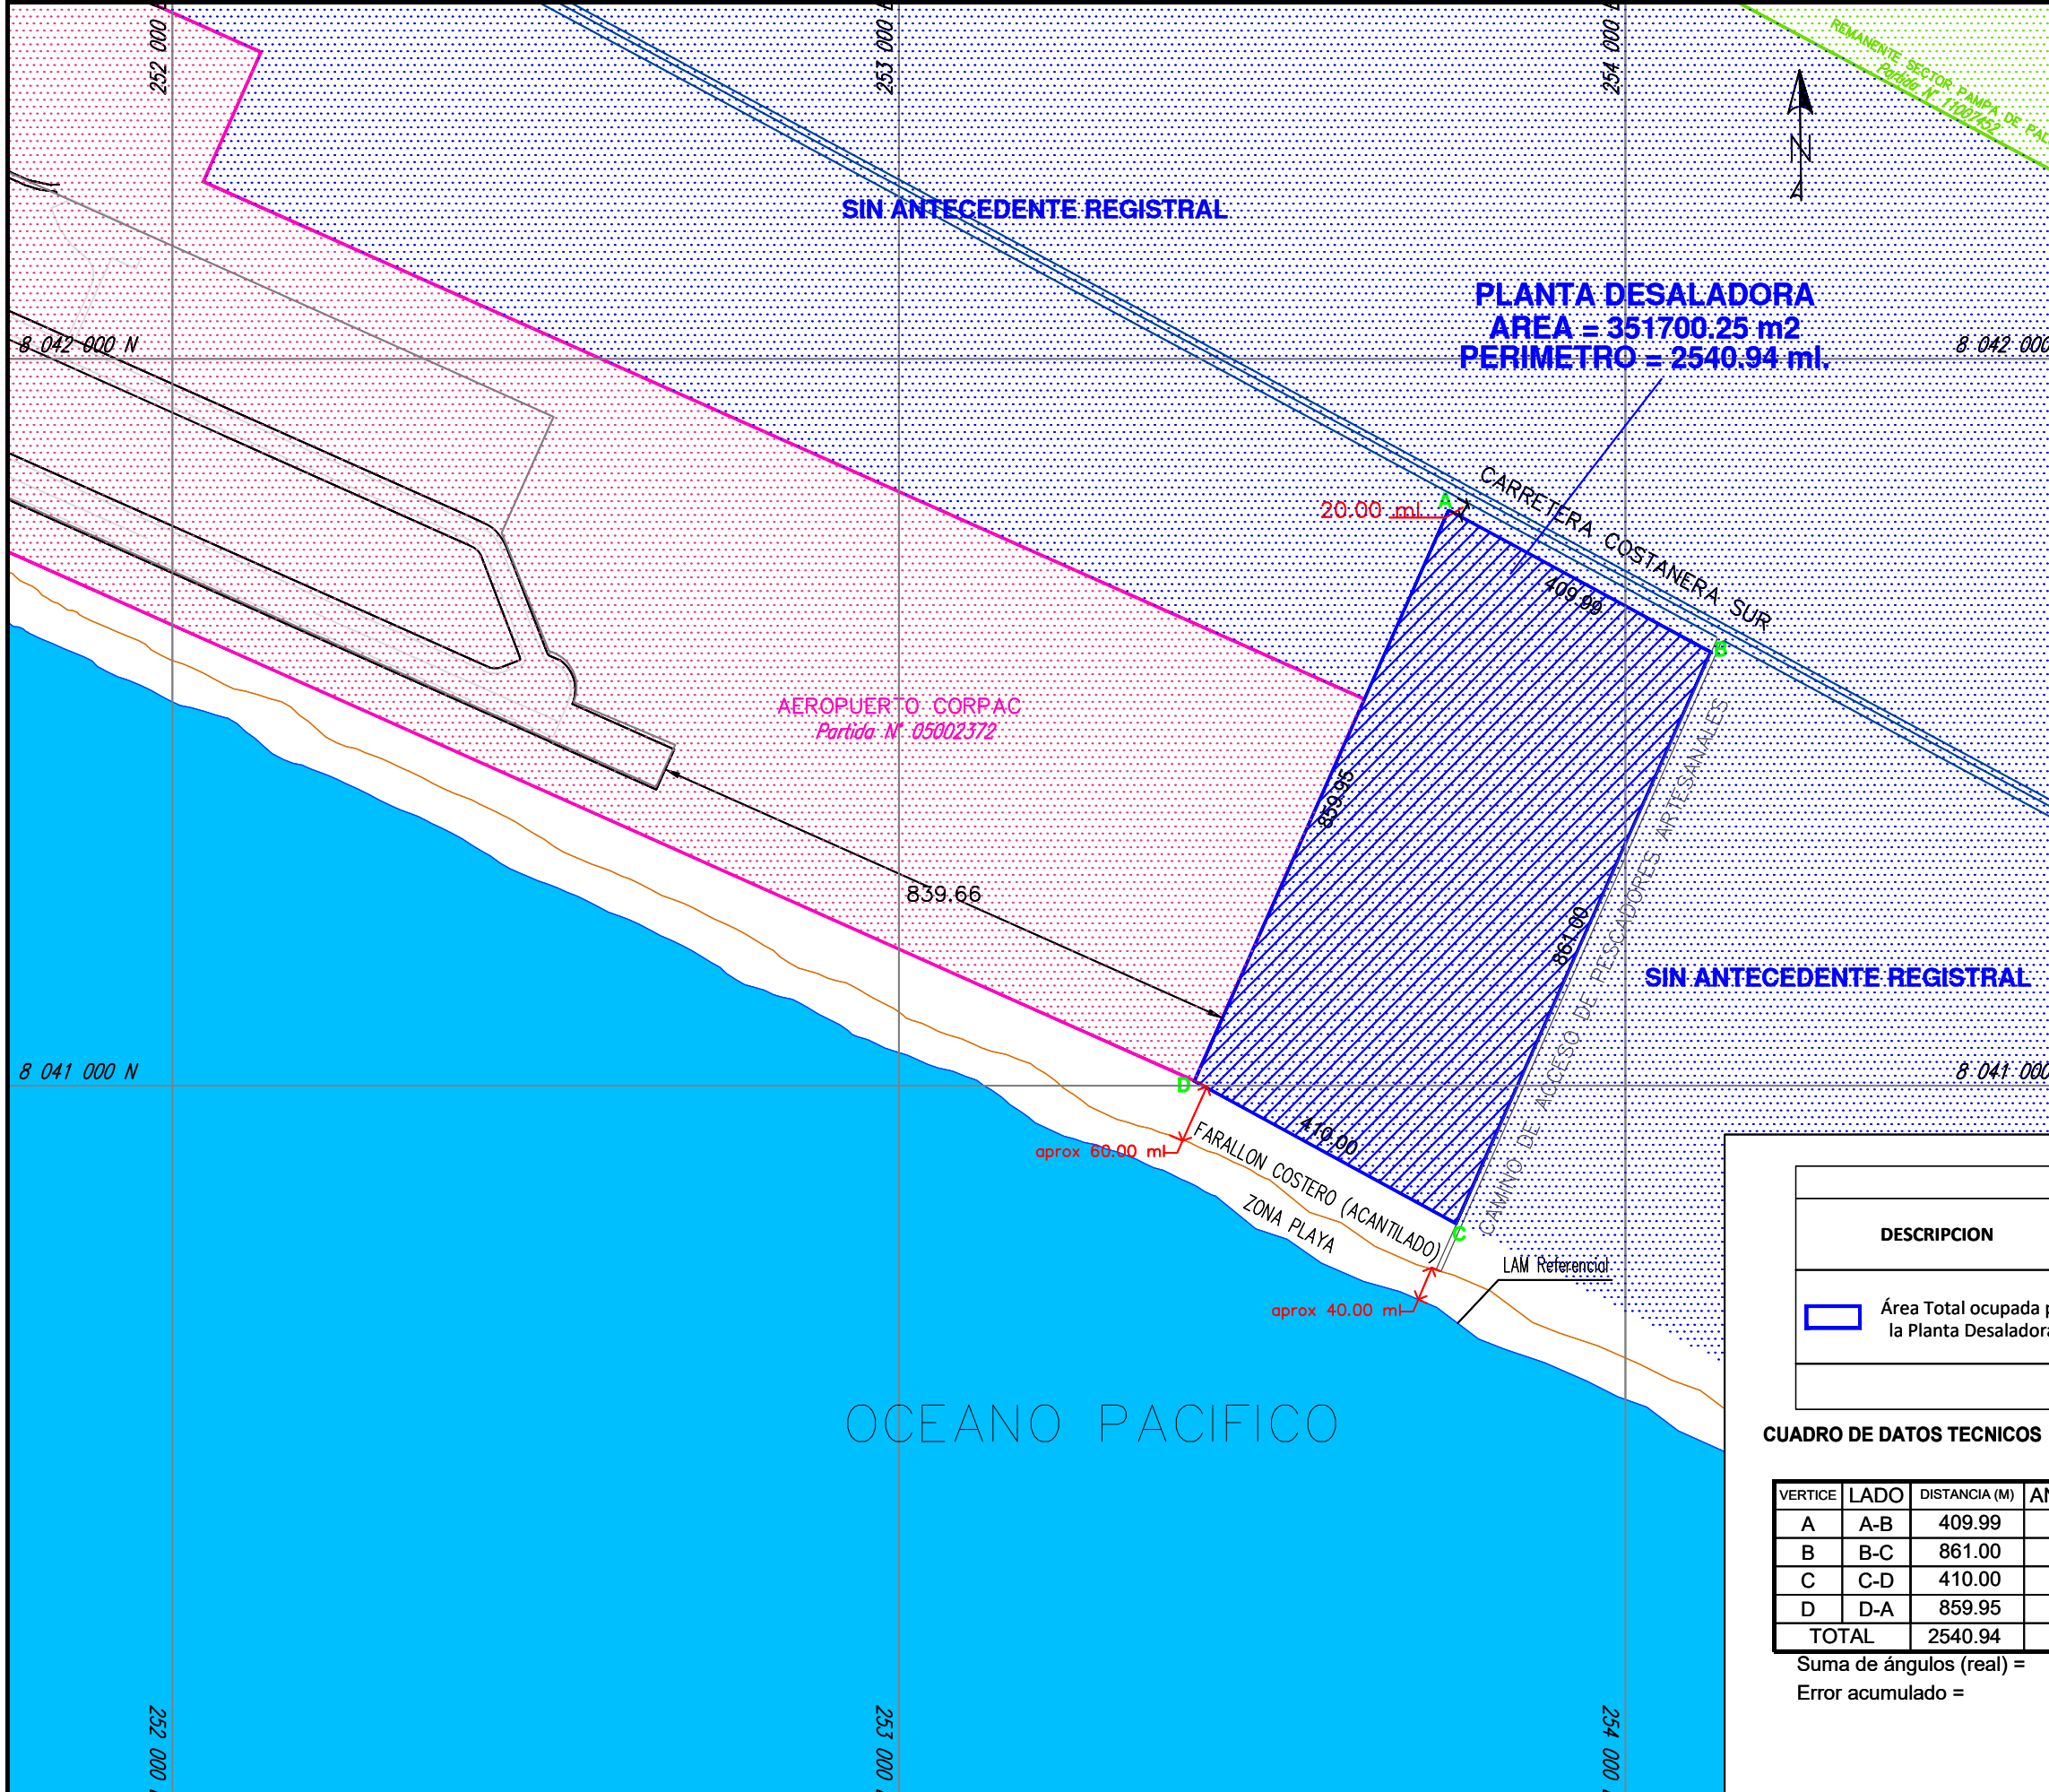 252 000
253 000
254 000
REMANENTE SECTOR PAMPA DE
Partida N° 11007452
N
SIN ANTECEDENTE REGISTRAL
PLANTA DESALADORA
AREA = 351700.25 m2
PERIMETRO = 2540.94 ml.
8 042 000 N
8 042 000
A
20.00 ml
CARRETERA COSTANERA SUR
409.99
B
AEROPUERTO CORPAC
Partida N° 05002372
859.95
839.66
861.00
CAMINO DE ACCESO DE PESCADORES ARTESANALES
SIN ANTECEDENTE REGISTRAL
8 041 000 N
8 041 000
D
410.00
aprox 60.00 ml
FARALLON COSTERO (ACANTILADO)
ZONA PLAYA
C
LAM Referencial
aprox 40.00 ml
OCEANO PACIFICO
DESCRIPCION
Área Total ocupada
la Planta Desaladora
CUADRO DE DATOS TECNICOS
VERTICE LADO DISTANCIA (M)
A A-B 409.99
B B-C 861.00
C C-D 410.00
D D-A 859.95
TOTAL 2540.94
Suma de ángulos (real) =
Error acumulado =
252 000
253 000
254 000